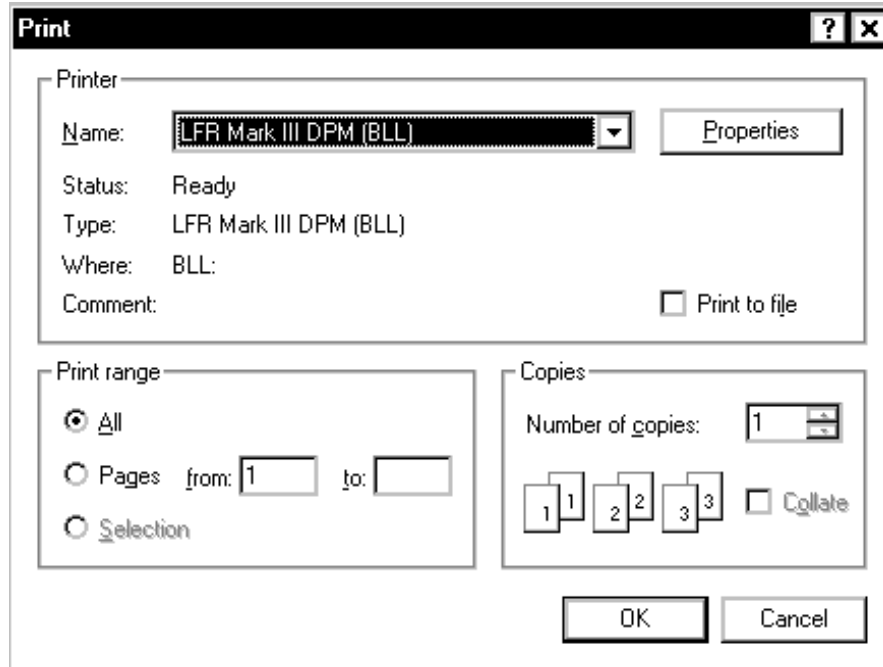 Print
Printer
Name: LFR Mark III DPM (BLL) Properties
Status: Ready
Type: LFR Mark III DPM (BLL)
Where: BLL:
Comment: Print to file
Print range
All
Pages from: 1 to:
Selection
Copies
Number of copies: 1
1 1 2 2 3 3 Collate
OK Cancel